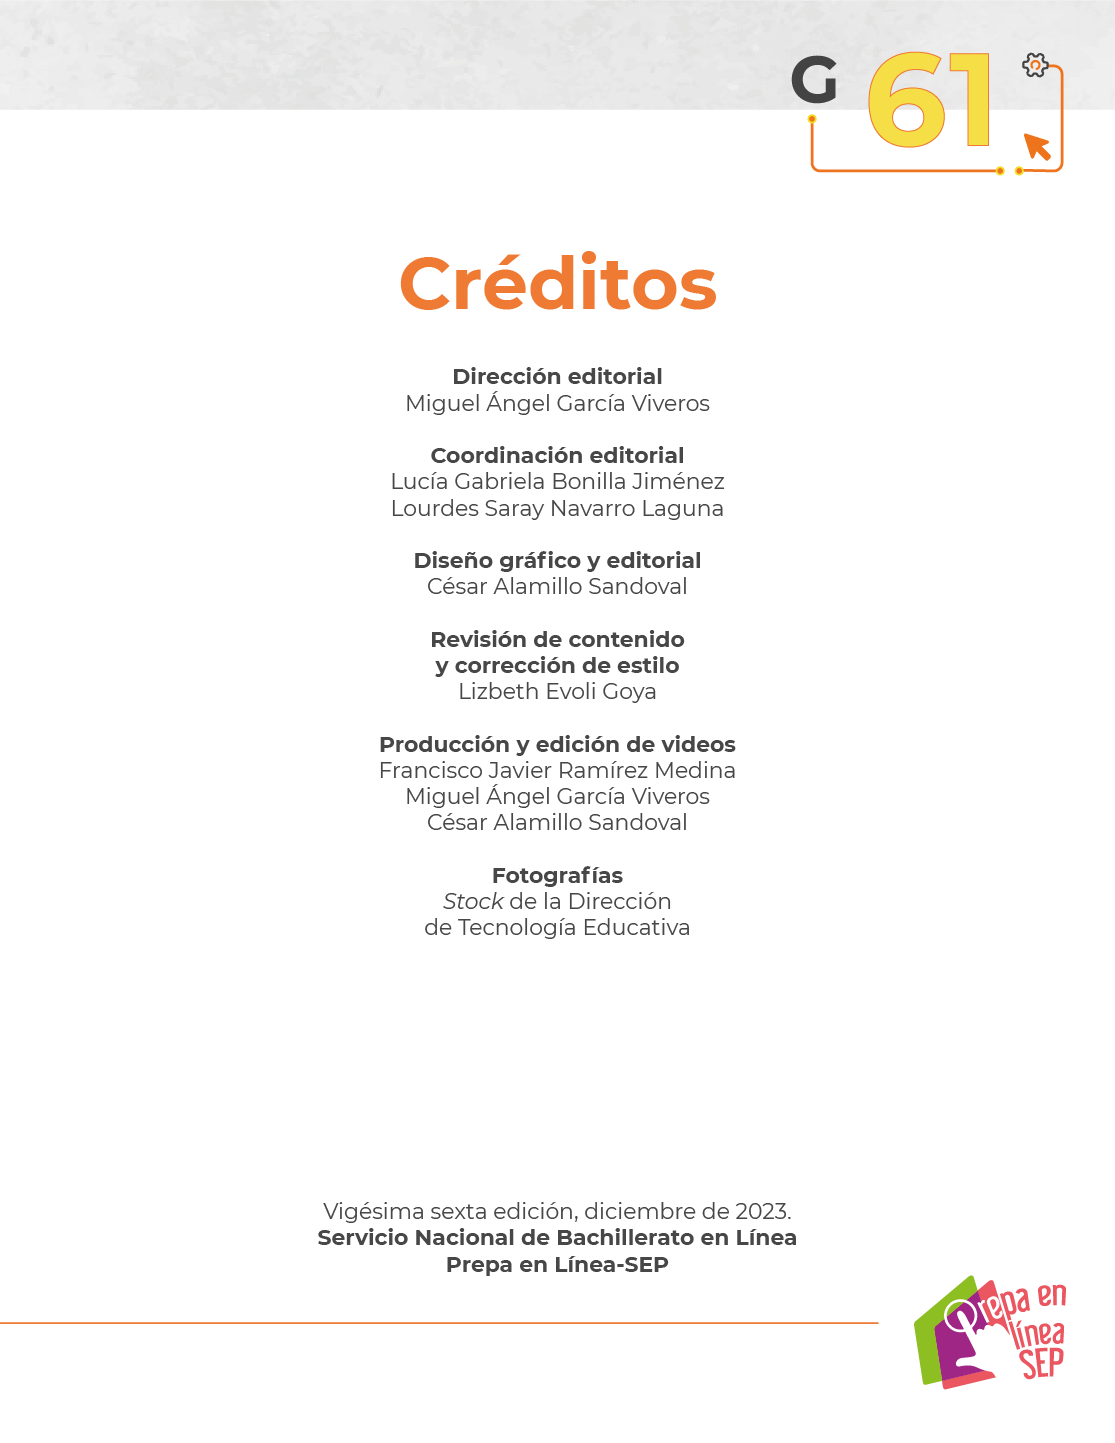 G 61
Créditos
Dirección editorial
Miguel Ángel García Viveros
Coordinación editorial
Lucía Gabriela Bonilla Jiménez
Lourdes Saray Navarro Laguna
Diseño gráfico y editorial
César Alamillo Sandoval
Revisión de contenido
y corrección de estilo
Lizbeth Evoli Goya
Producción y edición de videos
Francisco Javier Ramírez Medina
Miguel Ángel García Viveros
César Alamillo Sandoval
Fotografías
Stock de la Dirección
de Tecnología Educativa
Vigésima sexta edición, diciembre de 2023.
Servicio Nacional de Bachillerato en Línea
Prepa en Línea-SEP
Prepa en
línea
SEP